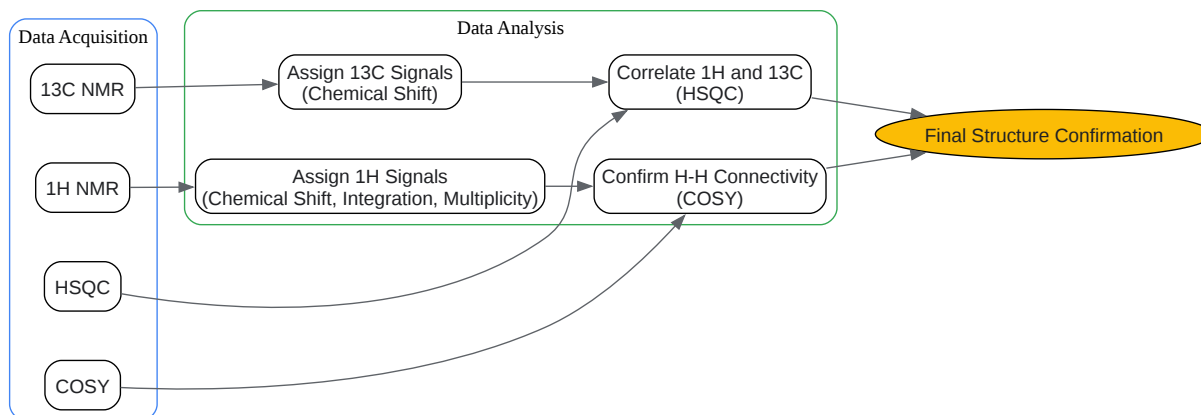 Data Acquisition
13C NMR
1H NMR
HSQC
COSY
Data Analysis
Assign 13C Signals
(Chemical Shift)
Correlate 1H and 13C
(HSQC)
Assign 1H Signals
(Chemical Shift, Integration, Multiplicity)
Confirm H-H Connectivity
(COSY)
Final Structure Confirmation